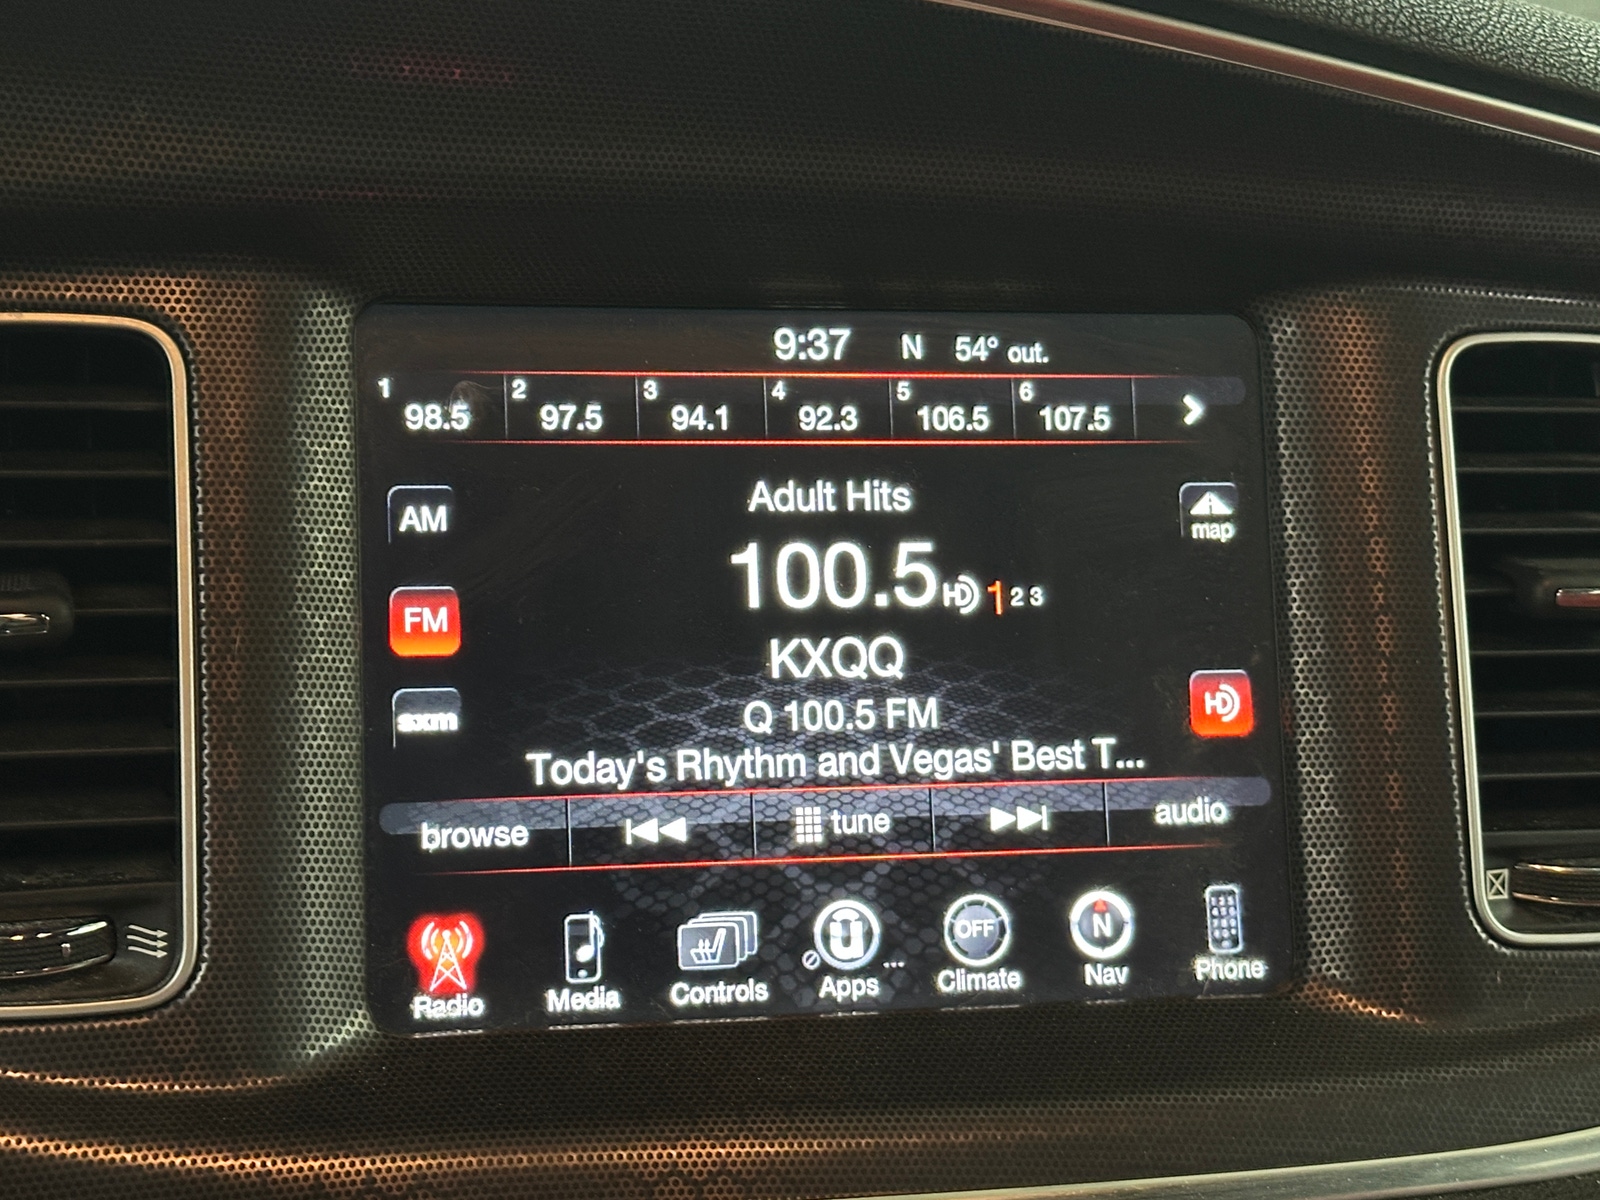 9:37 N 54° out.
1 98.5 2 97.5 3 94.1 4 92.3 5 106.5 6 107.5
AM
Adult Hits
map
100.5 HD 1 2 3
FM
KXQQ
HD
sxm
Q 100.5 FM
Today's Rhythm and Vegas' Best T...
browse tune audio
OFF
N
Radio Media Controls Apps ... Climate Nav Phone